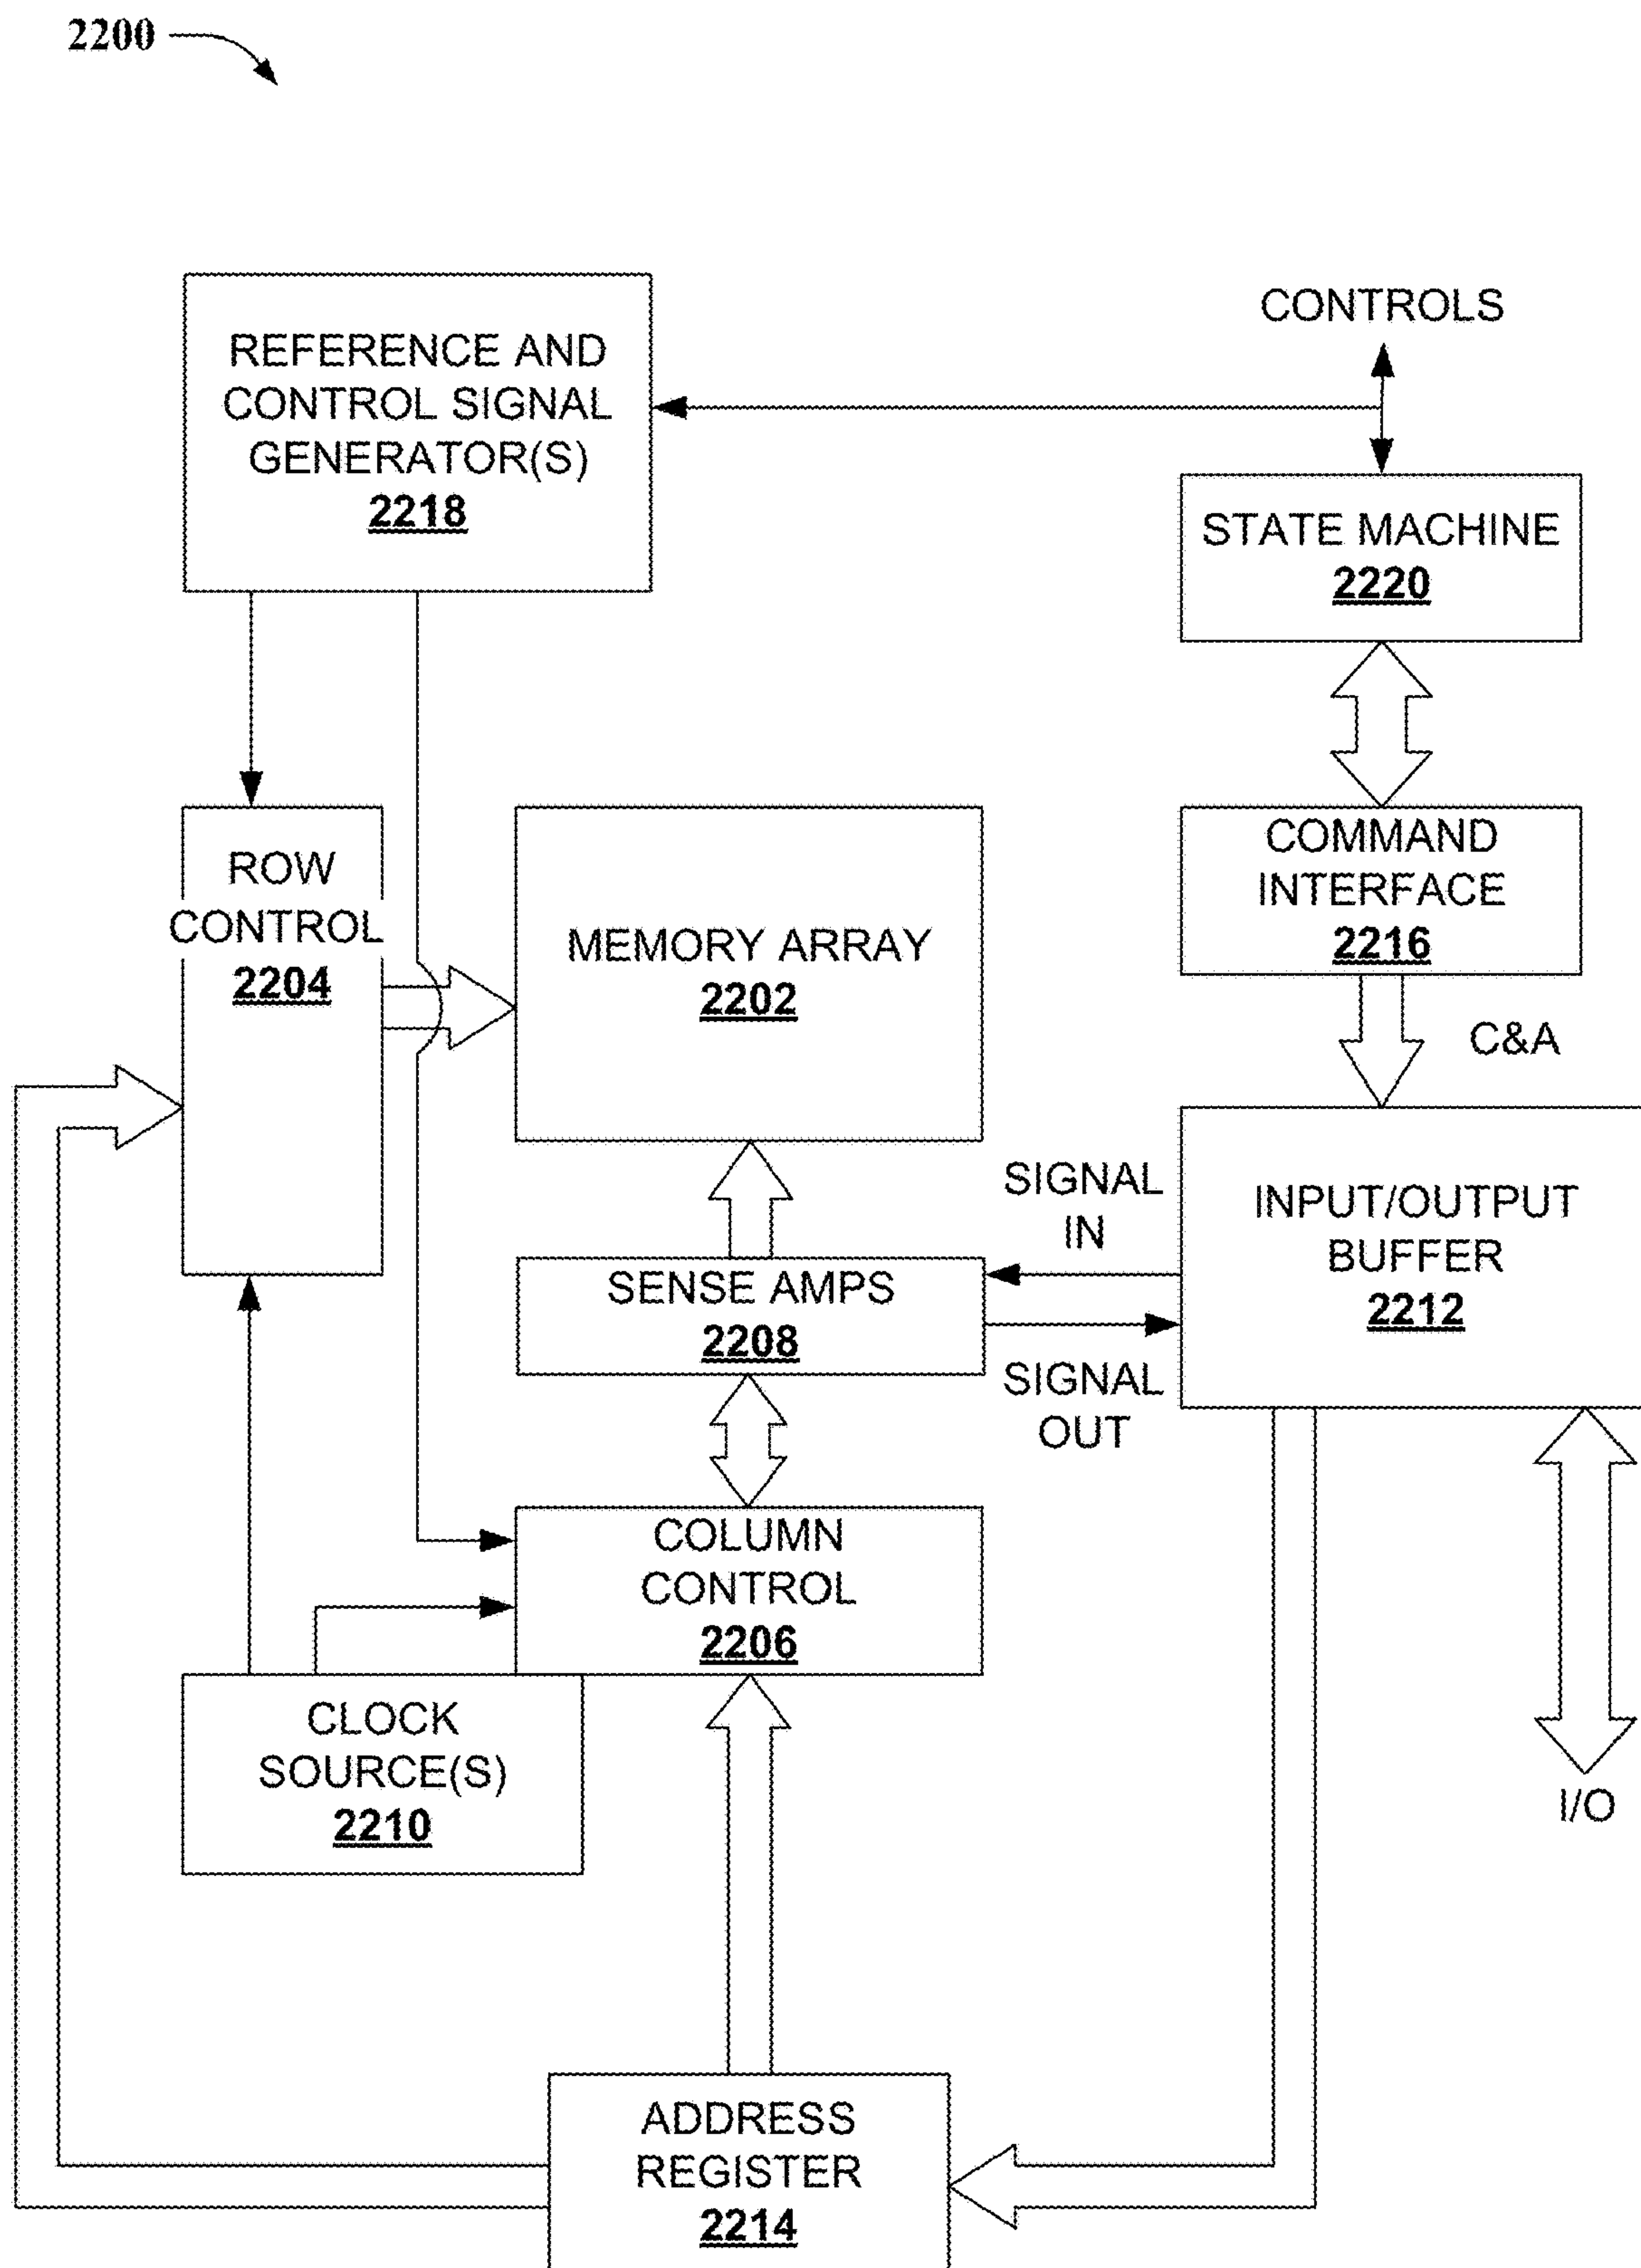 2200
REFERENCE AND
CONTROL SIGNAL
GENERATOR(S)
2218
CONTROLS
STATE MACHINE
2220
ROW
CONTROL
2204
MEMORY ARRAY
2202
COMMAND
INTERFACE
2216
C&A
SIGNAL
IN
INPUT/OUTPUT
BUFFER
2212
SENSE AMPS
2208
SIGNAL
OUT
COLUMN
CONTROL
2206
CLOCK
SOURCE(S)
2210
I/O
ADDRESS
REGISTER
2214